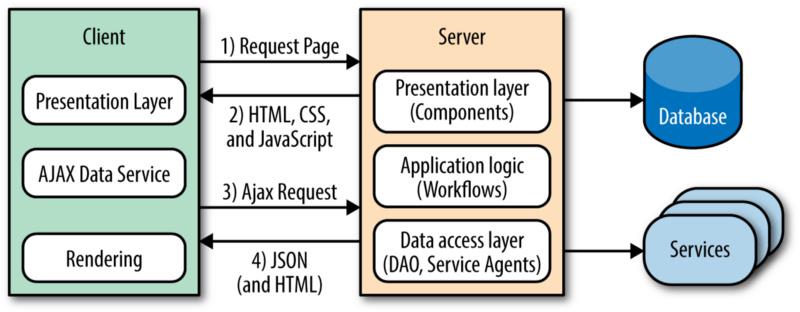 Client
Presentation Layer
AJAX Data Service
Rendering
1) Request Page
2) HTML, CSS,
and JavaScript
3) Ajax Request
4) JSON
(and HTML)
Server
Presentation layer
(Components)
Application logic
(Workflows)
Data access layer
(DAO, Service Agents)
Database
Services